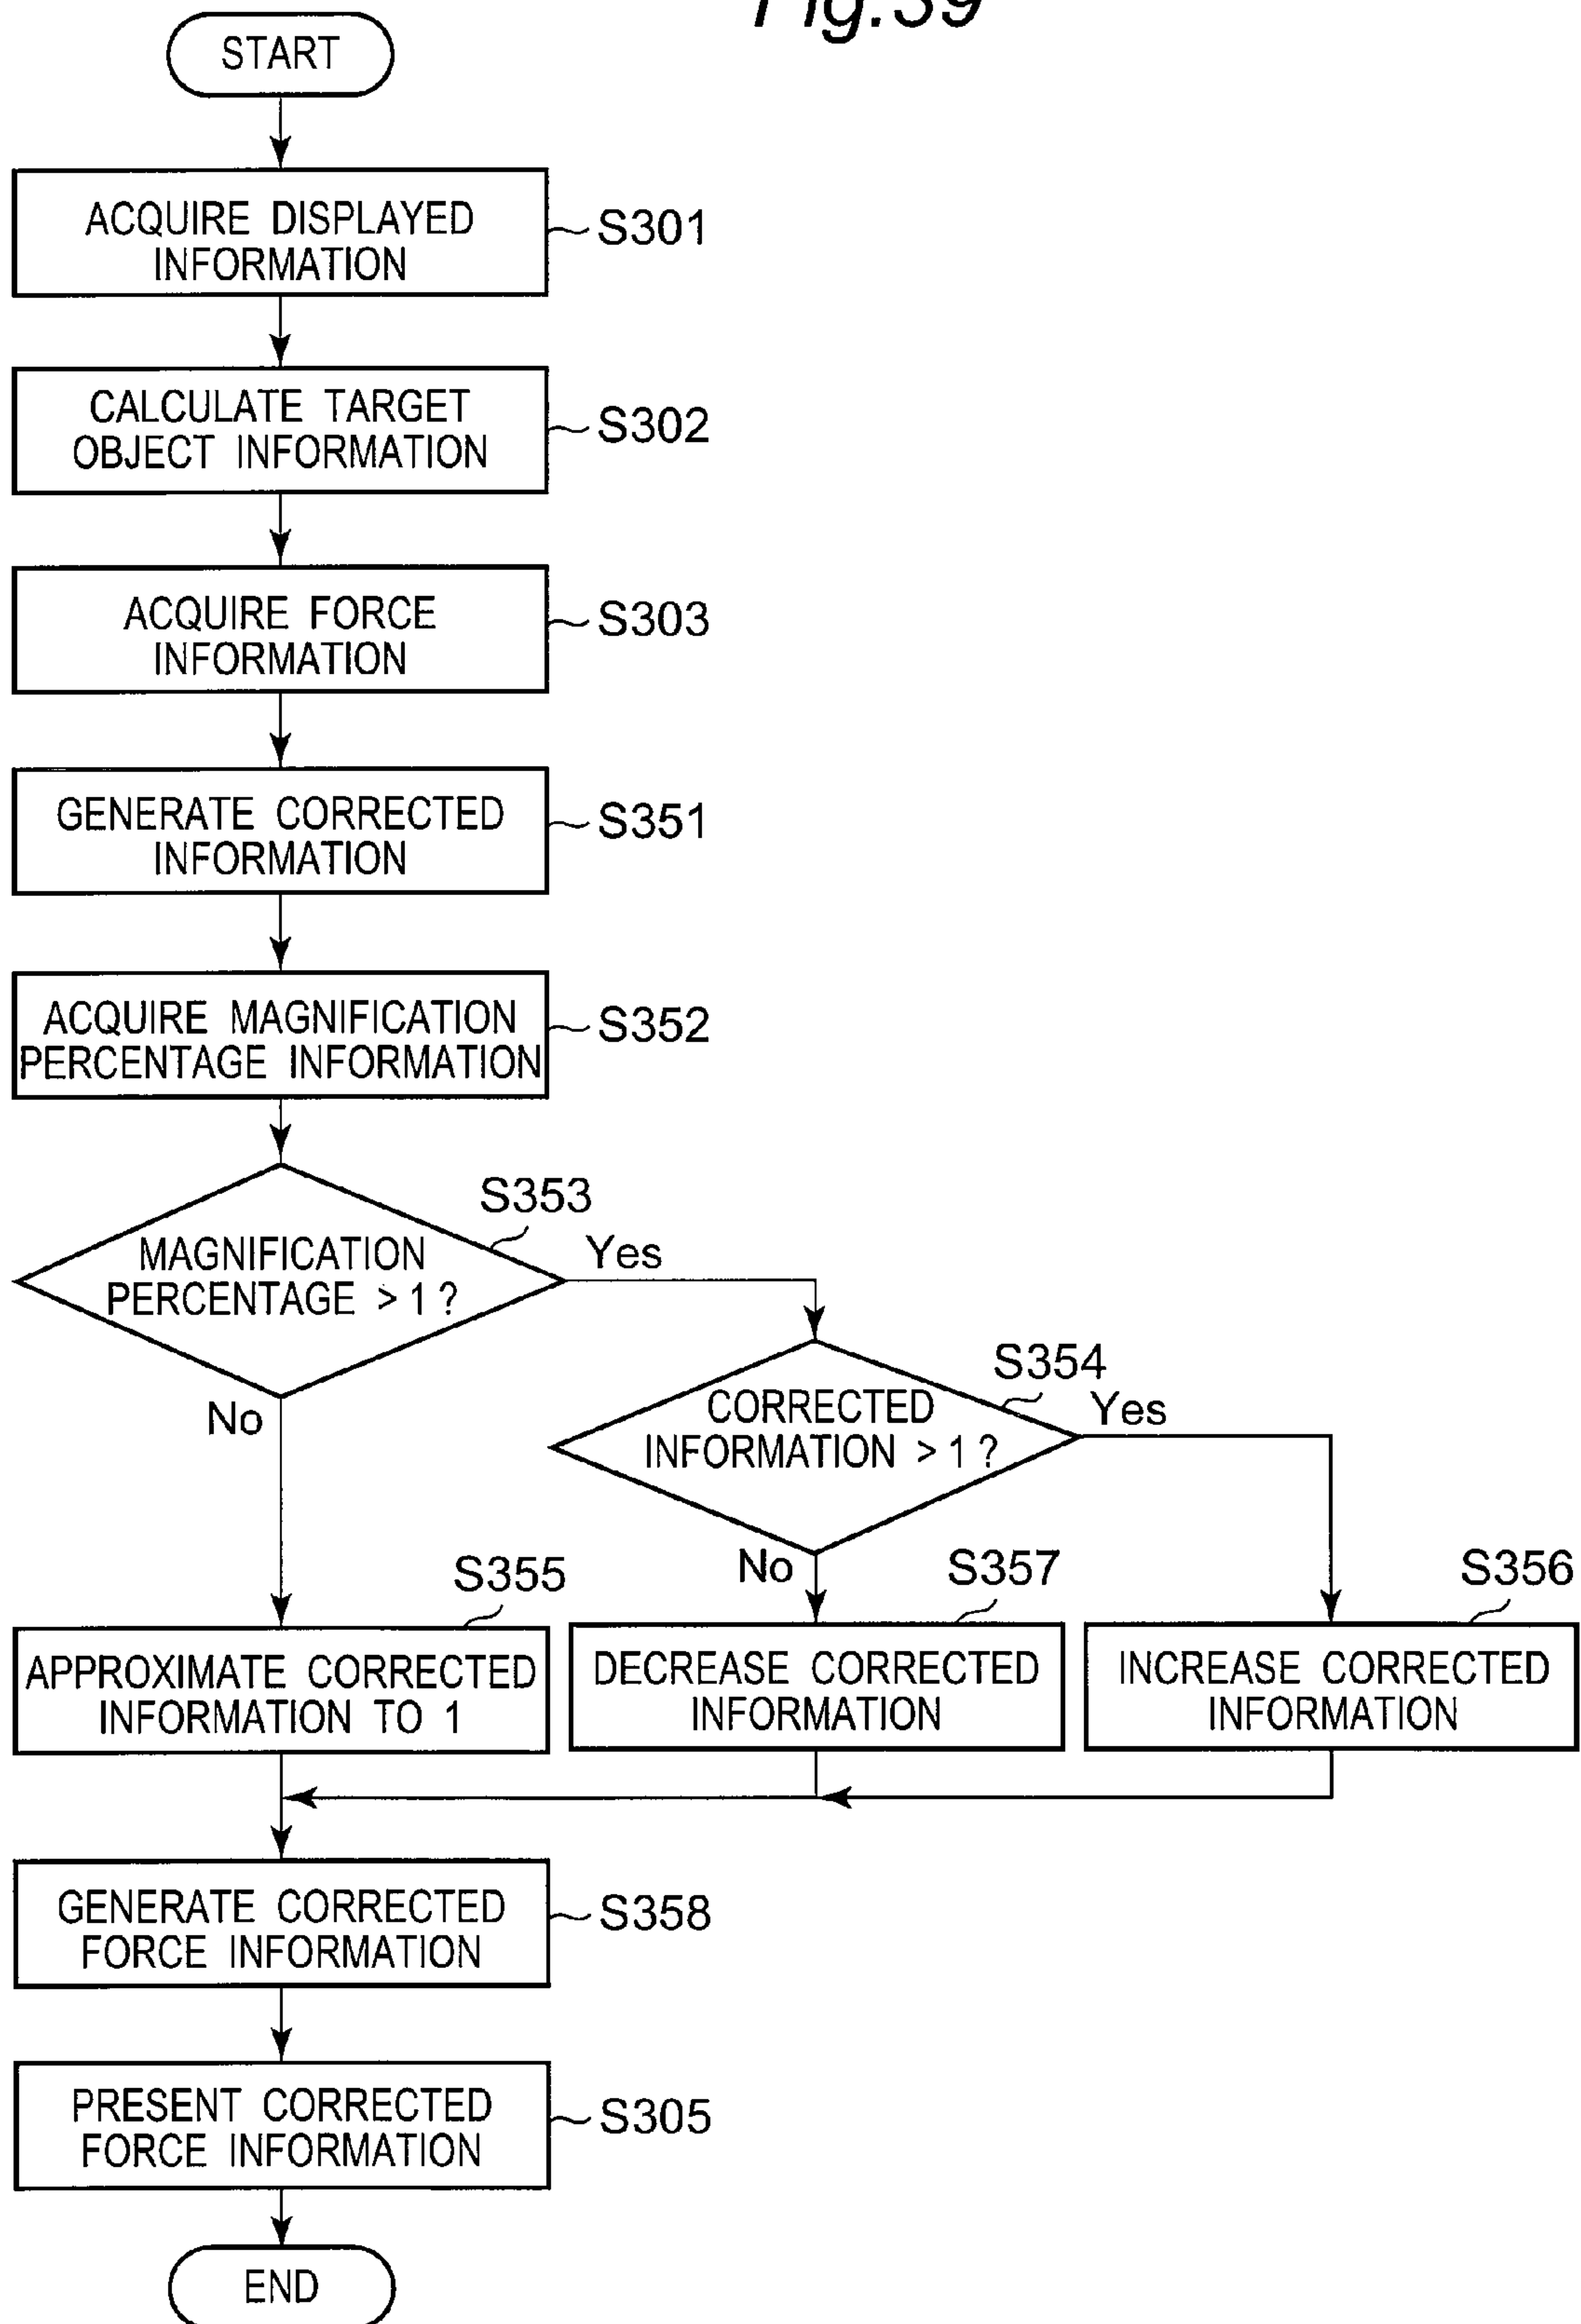 Fig.39
START
ACQUIRE DISPLAYED
INFORMATION
S301
CALCULATE TARGET
OBJECT INFORMATION
S302
ACQUIRE FORCE
INFORMATION
S303
GENERATE CORRECTED
INFORMATION
S351
ACQUIRE MAGNIFICATION
PERCENTAGE INFORMATION
S352
S353
MAGNIFICATION
PERCENTAGE > 1 ?
Yes
No
S354
CORRECTED
INFORMATION > 1 ?
Yes
No
S355
APPROXIMATE CORRECTED
INFORMATION TO 1
S357
DECREASE CORRECTED
INFORMATION
S356
INCREASE CORRECTED
INFORMATION
GENERATE CORRECTED
FORCE INFORMATION
S358
PRESENT CORRECTED
FORCE INFORMATION
S305
END